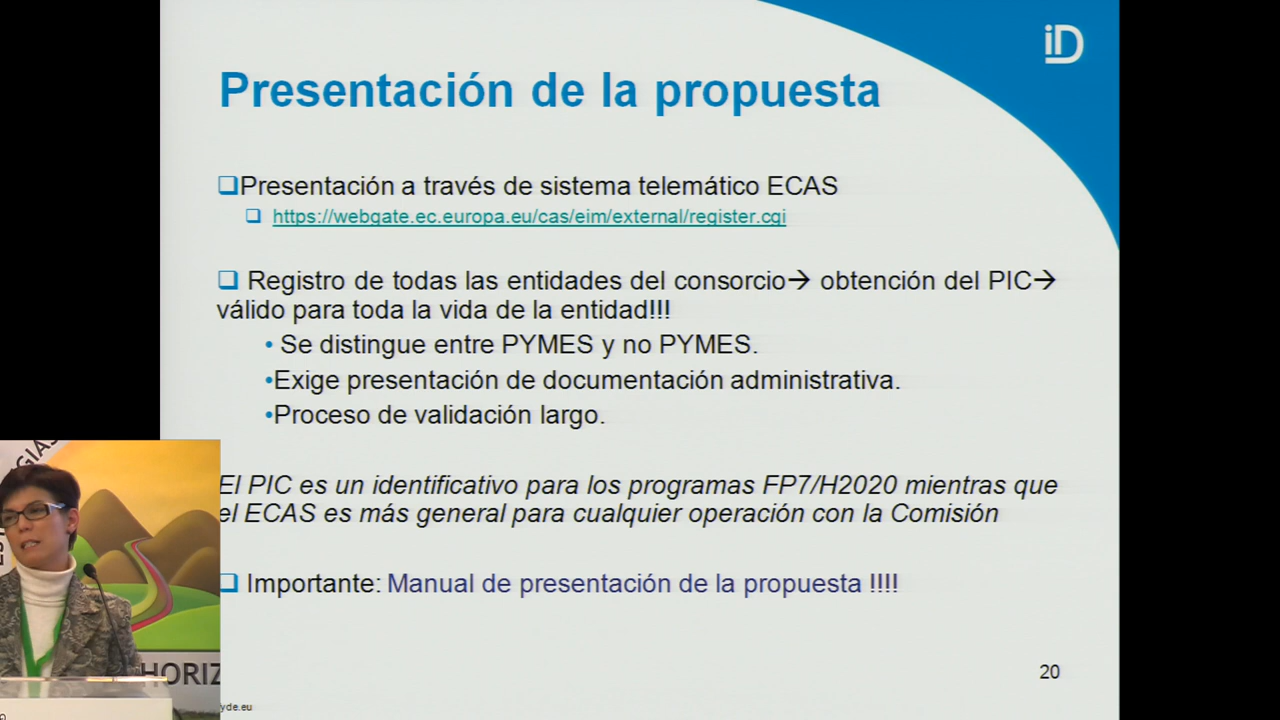 iD
Presentación de la propuesta
Presentación a través de sistema telemático ECAS
https://webgate.ec.europa.eu/cas/eim/external/register.cgi
Registro de todas las entidades del consorcio→ obtención del PIC→
válido para toda la vida de la entidad!!!
• Se distingue entre PYMES y no PYMES.
•Exige presentación de documentación administrativa.
•Proceso de validación largo.
El PIC es un identificativo para los programas FP7/H2020 mientras que
el ECAS es más general para cualquier operación con la Comisión
Importante: Manual de presentación de la propuesta !!!!
HORIZ
20
yde.eu